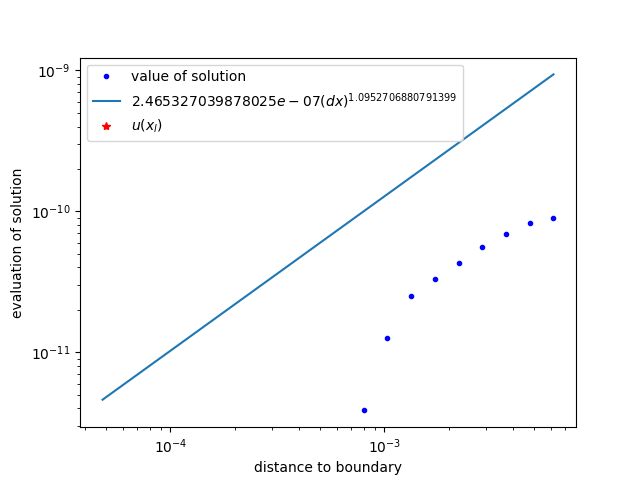 10⁻⁹
value of solution
2.465327039878025e − 07(dx)^1.0952706880791399
u(x_l)
10⁻¹⁰
10⁻¹¹
evaluation of solution
10⁻⁴ 10⁻³
distance to boundary